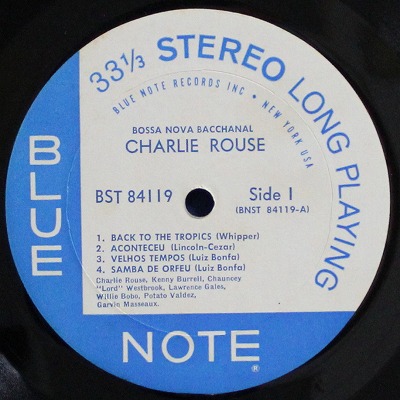 33⅓ STEREO LONG PLAYING
BLUE NOTE RECORDS INC • NEW YORK USA
BOSSA NOVA BACCHANAL
CHARLIE ROUSE
BST 84119
Side 1
(BNST 84119-A)
1. BACK TO THE TROPICS (Whipper)
2. ACONTECEU (Lincoln-Cezar)
3. VELHOS TEMPOS (Luiz Bonfa)
4. SAMBA DE ORFEU (Luiz Bonfa)
Charlie Rouse, Kenny Burrell, Chauncey
"Lord" Westbrook, Lawrence Gales,
Willie Bobo, Potato Valdez,
Garvin Masseaux.
BLUE
NOTE®